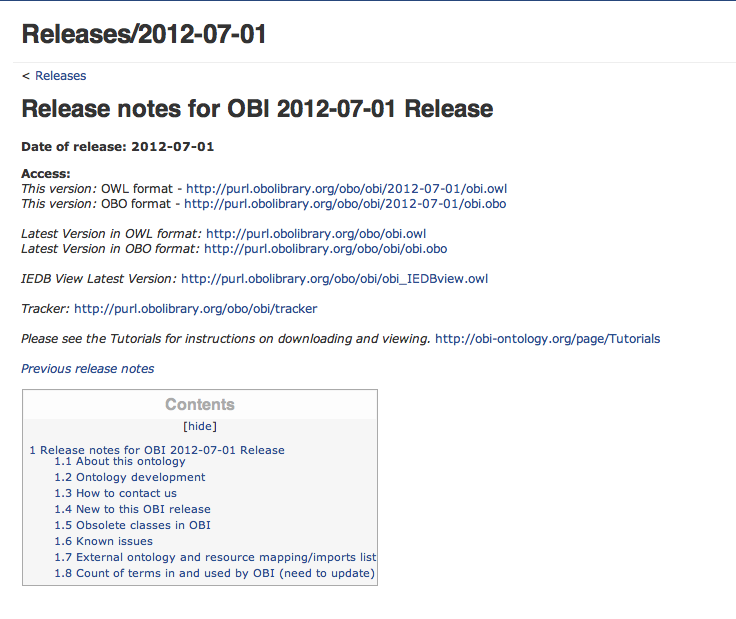 Releases/2012-07-01
< Releases
Release notes for OBI 2012-07-01 Release
Date of release: 2012-07-01
Access:
This version: OWL format - http://purl.obolibrary.org/obo/obi/2012-07-01/obi.owl
This version: OBO format - http://purl.obolibrary.org/obo/obi/2012-07-01/obi.obo
Latest Version in OWL format: http://purl.obolibrary.org/obo/obi.owl
Latest Version in OBO format: http://purl.obolibrary.org/obo/obi/obi.obo
IEDB View Latest Version: http://purl.obolibrary.org/obo/obi/obi_IEDBview.owl
Tracker: http://purl.obolibrary.org/obo/obi/tracker
Please see the Tutorials for instructions on downloading and viewing. http://obi-ontology.org/page/Tutorials
Previous release notes
Contents
[hide]
1 Release notes for OBI 2012-07-01 Release
1.1 About this ontology
1.2 Ontology development
1.3 How to contact us
1.4 New to this OBI release
1.5 Obsolete classes in OBI
1.6 Known issues
1.7 External ontology and resource mapping/imports list
1.8 Count of terms in and used by OBI (need to update)